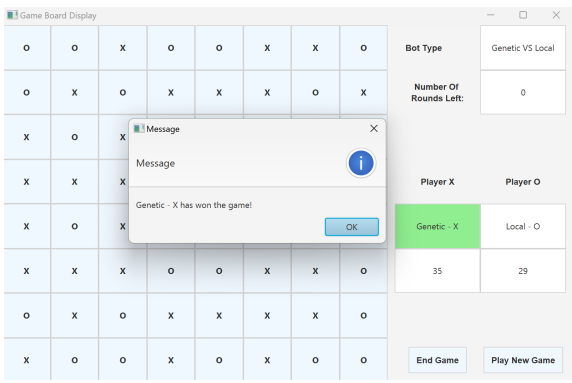 Game Board Display
O O X O O X X O
Bot Type Genetic VS Local
O X O X X X O X
Number Of
Rounds Left: 0
X O X
Message
Message
X X X
Player X Player O
Genetic - X has won the game!
OK
X O X
Genetic - X Local - O
X X X O O X X O
35 29
O X O X O X X O
X O O X O X O O
End Game Play New Game